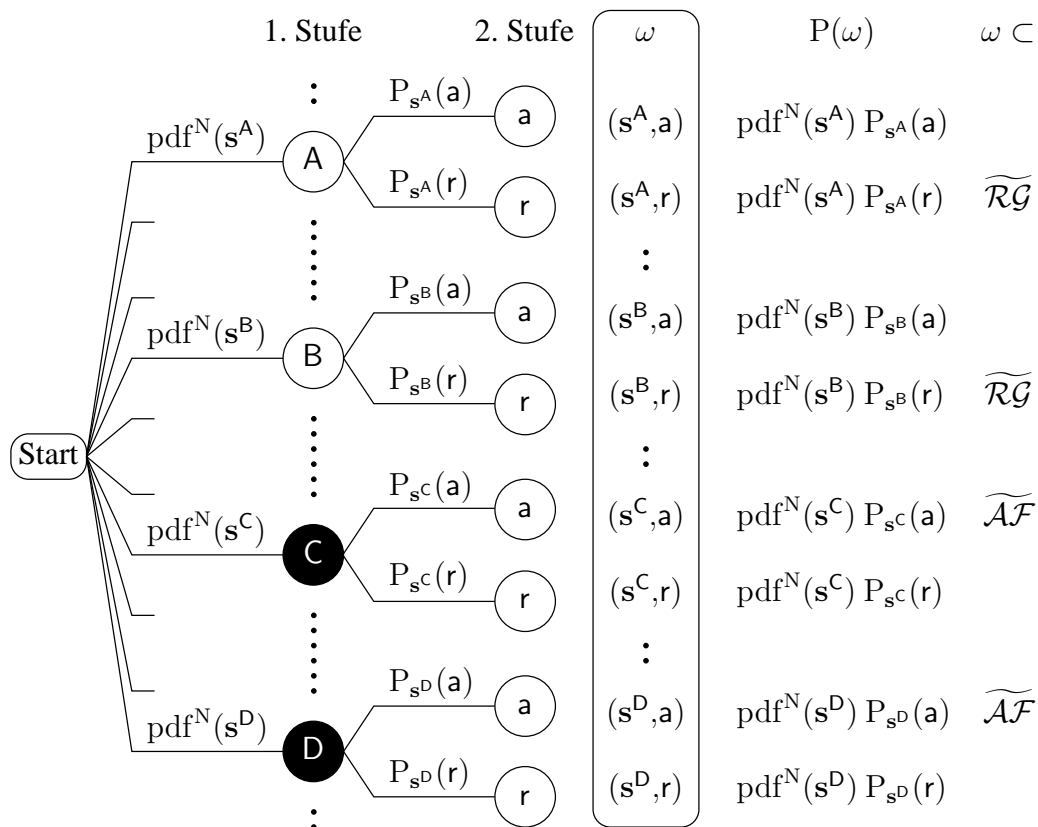 1. Stufe 2. Stufe ω P(ω) ω ⊂
P_{s^A}(a) a (s^A,a) pdf^N(s^A) P_{s^A}(a)
pdf^N(s^A) A
P_{s^A}(r) r (s^A,r) pdf^N(s^A) P_{s^A}(r) \widetilde{RG}
P_{s^B}(a) a (s^B,a) pdf^N(s^B) P_{s^B}(a)
pdf^N(s^B) B
P_{s^B}(r) r (s^B,r) pdf^N(s^B) P_{s^B}(r) \widetilde{RG}
Start
P_{s^C}(a) a (s^C,a) pdf^N(s^C) P_{s^C}(a) \widetilde{AF}
pdf^N(s^C) C
P_{s^C}(r) r (s^C,r) pdf^N(s^C) P_{s^C}(r)
P_{s^D}(a) a (s^D,a) pdf^N(s^D) P_{s^D}(a) \widetilde{AF}
pdf^N(s^D) D
P_{s^D}(r) r (s^D,r) pdf^N(s^D) P_{s^D}(r)